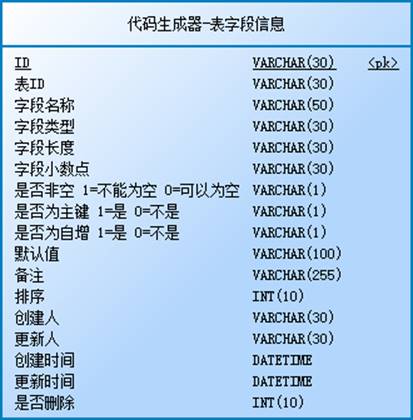 代码生成器-表字段信息
ID VARCHAR(30) <pk>
表ID VARCHAR(30)
字段名称 VARCHAR(50)
字段类型 VARCHAR(30)
字段长度 VARCHAR(30)
字段小数点 VARCHAR(30)
是否非空 1=不能为空 0=可以为空 VARCHAR(1)
是否为主键 1=是 0=不是 VARCHAR(1)
是否为自增 1=是 0=不是 VARCHAR(1)
默认值 VARCHAR(100)
备注 VARCHAR(255)
排序 INT(10)
创建人 VARCHAR(30)
更新人 VARCHAR(30)
创建时间 DATETIME
更新时间 DATETIME
是否删除 INT(10)